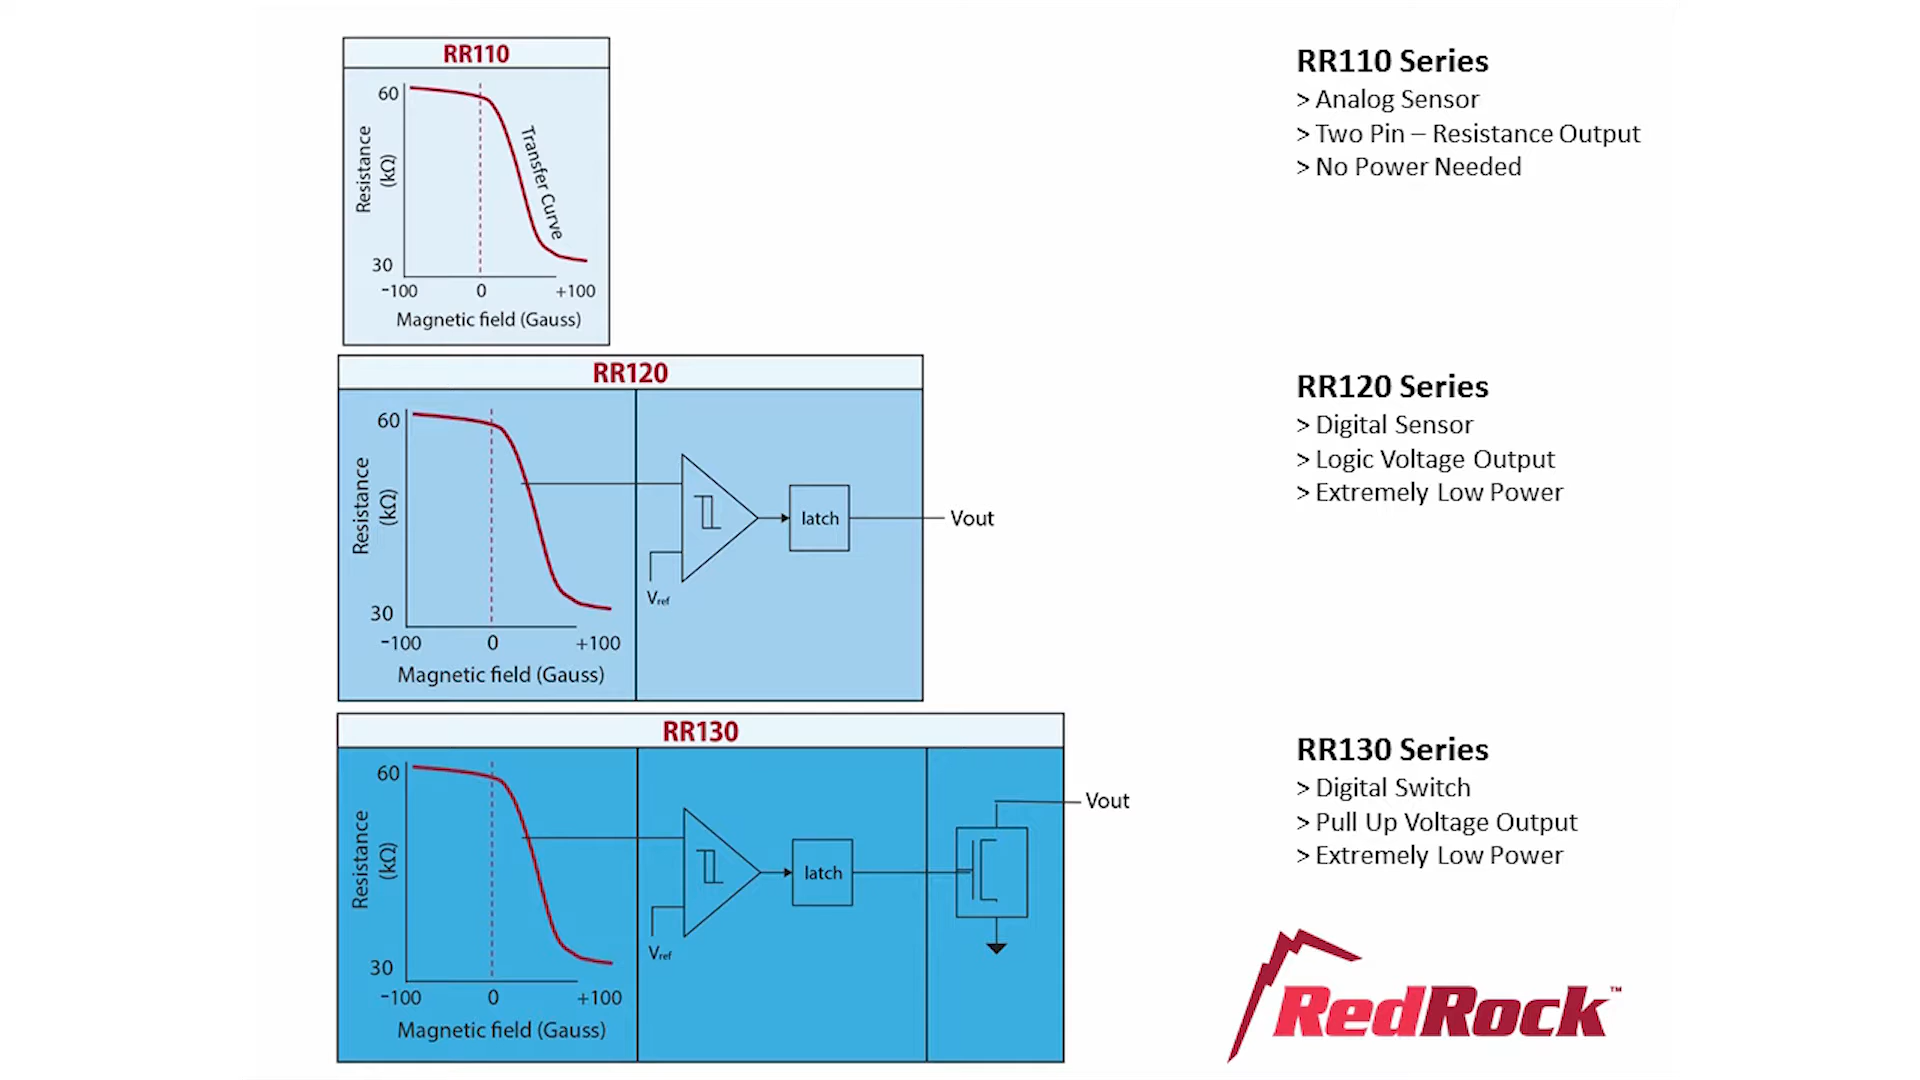 RR110
60
Resistance
(kΩ)
Transfer Curve
30
−100 0 +100
Magnetic field (Gauss)
RR110 Series
> Analog Sensor
> Two Pin – Resistance Output
> No Power Needed
RR120
60
Resistance
(kΩ)
30
−100 0 +100
Magnetic field (Gauss)
Vref
latch
Vout
RR120 Series
> Digital Sensor
> Logic Voltage Output
> Extremely Low Power
RR130
60
Resistance
(kΩ)
30
−100 0 +100
Magnetic field (Gauss)
Vref
latch
Vout
RR130 Series
> Digital Switch
> Pull Up Voltage Output
> Extremely Low Power
RedRock™